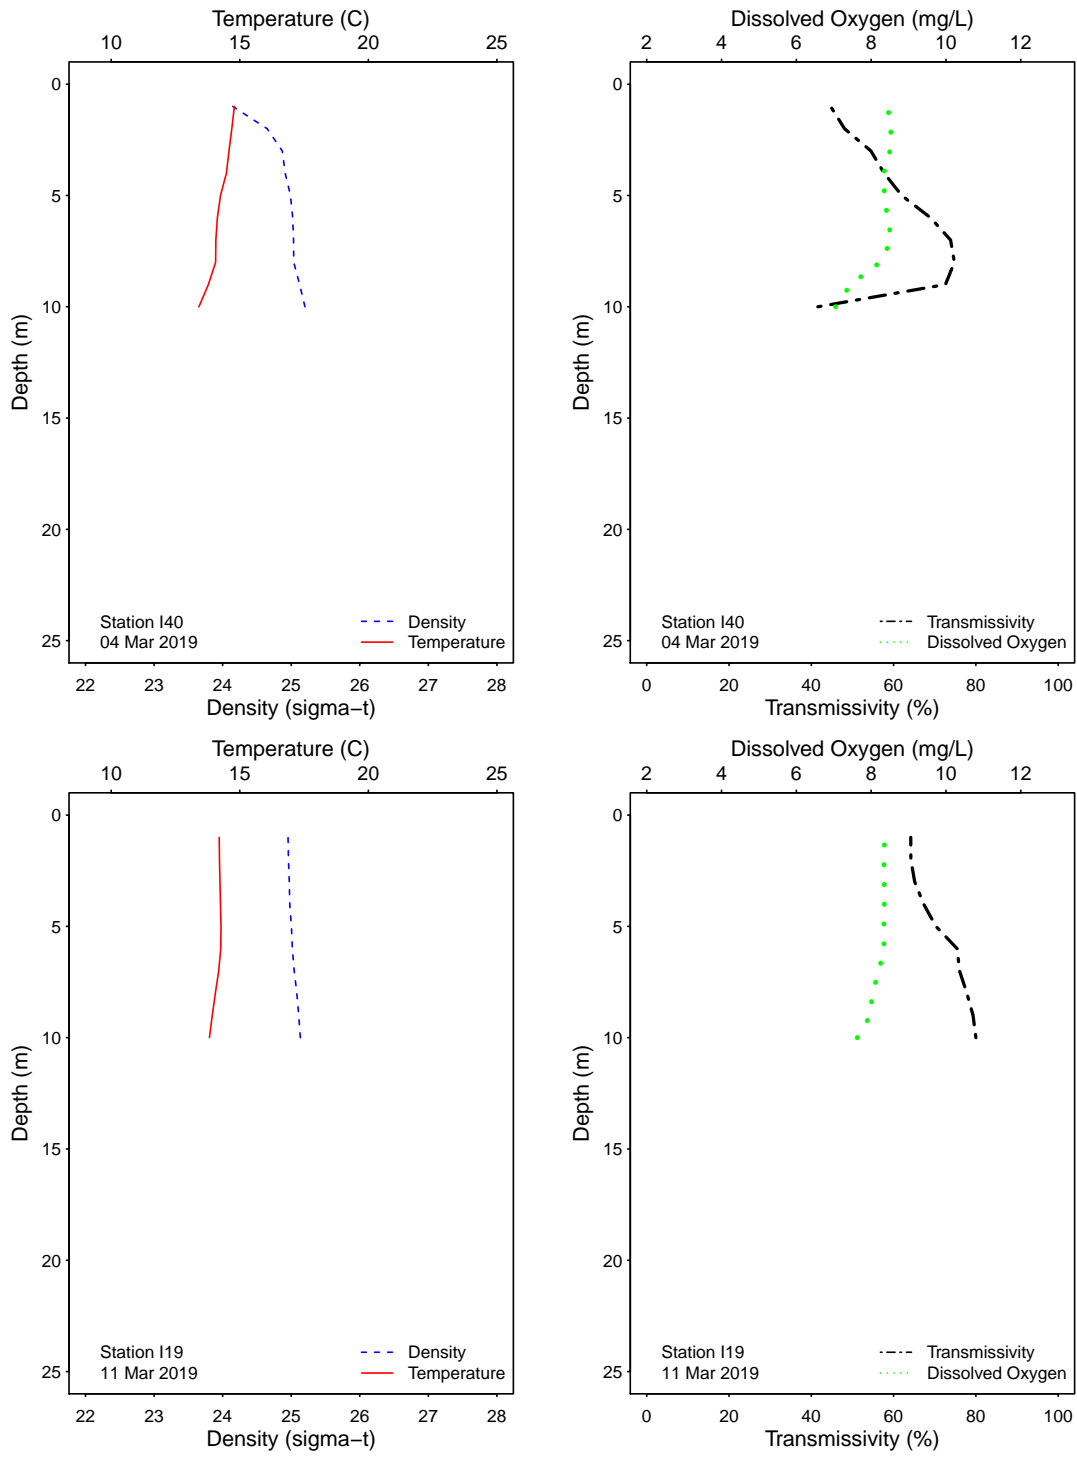 Temperature (C)
10 15 20 25
0
5
10
15
20
25
Depth (m)
Station I40
04 Mar 2019
Density
Temperature
22 23 24 25 26 27 28
Density (sigma−t)
Dissolved Oxygen (mg/L)
2 4 6 8 10 12
0
5
10
15
20
25
Depth (m)
Station I40
04 Mar 2019
Transmissivity
Dissolved Oxygen
0 20 40 60 80 100
Transmissivity (%)
Temperature (C)
10 15 20 25
0
5
10
15
20
25
Depth (m)
Station I19
11 Mar 2019
Density
Temperature
22 23 24 25 26 27 28
Density (sigma−t)
Dissolved Oxygen (mg/L)
2 4 6 8 10 12
0
5
10
15
20
25
Depth (m)
Station I19
11 Mar 2019
Transmissivity
Dissolved Oxygen
0 20 40 60 80 100
Transmissivity (%)